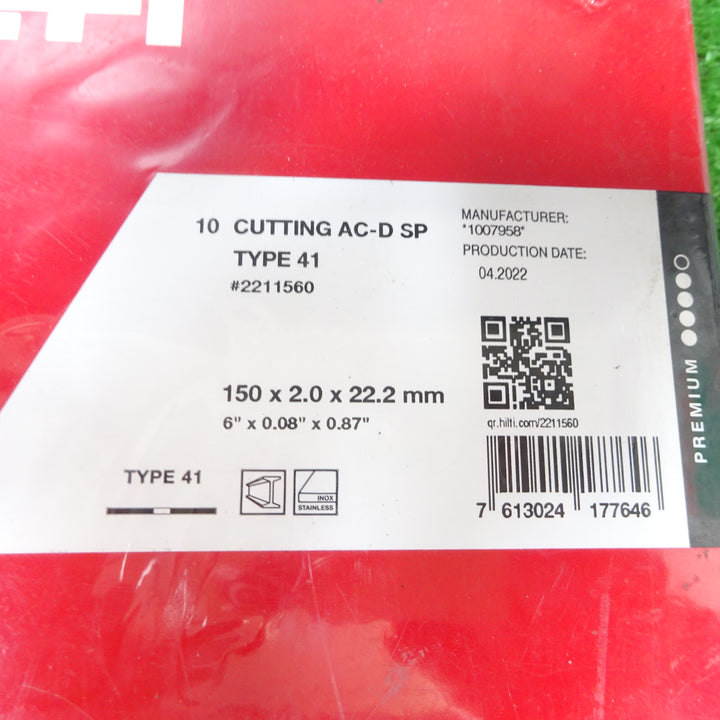 10 CUTTING AC-D SP
TYPE 41
#2211560
150 x 2.0 x 22.2 mm
6" x 0.08" x 0.87"
TYPE 41
INOX
STAINLESS
MANUFACTURER:
*1007958*
PRODUCTION DATE:
04.2022
qr.hilti.com/2211560
7 613024 177646
PREMIUM